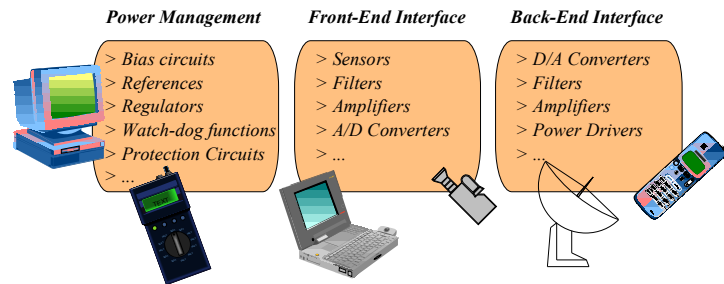 Power Management
> Bias circuits
> References
> Regulators
> Watch-dog functions
> Protection Circuits
> ...
Front-End Interface
> Sensors
> Filters
> Amplifiers
> A/D Converters
> ...
Back-End Interface
> D/A Converters
> Filters
> Amplifiers
> Power Drivers
> ...
TEXT